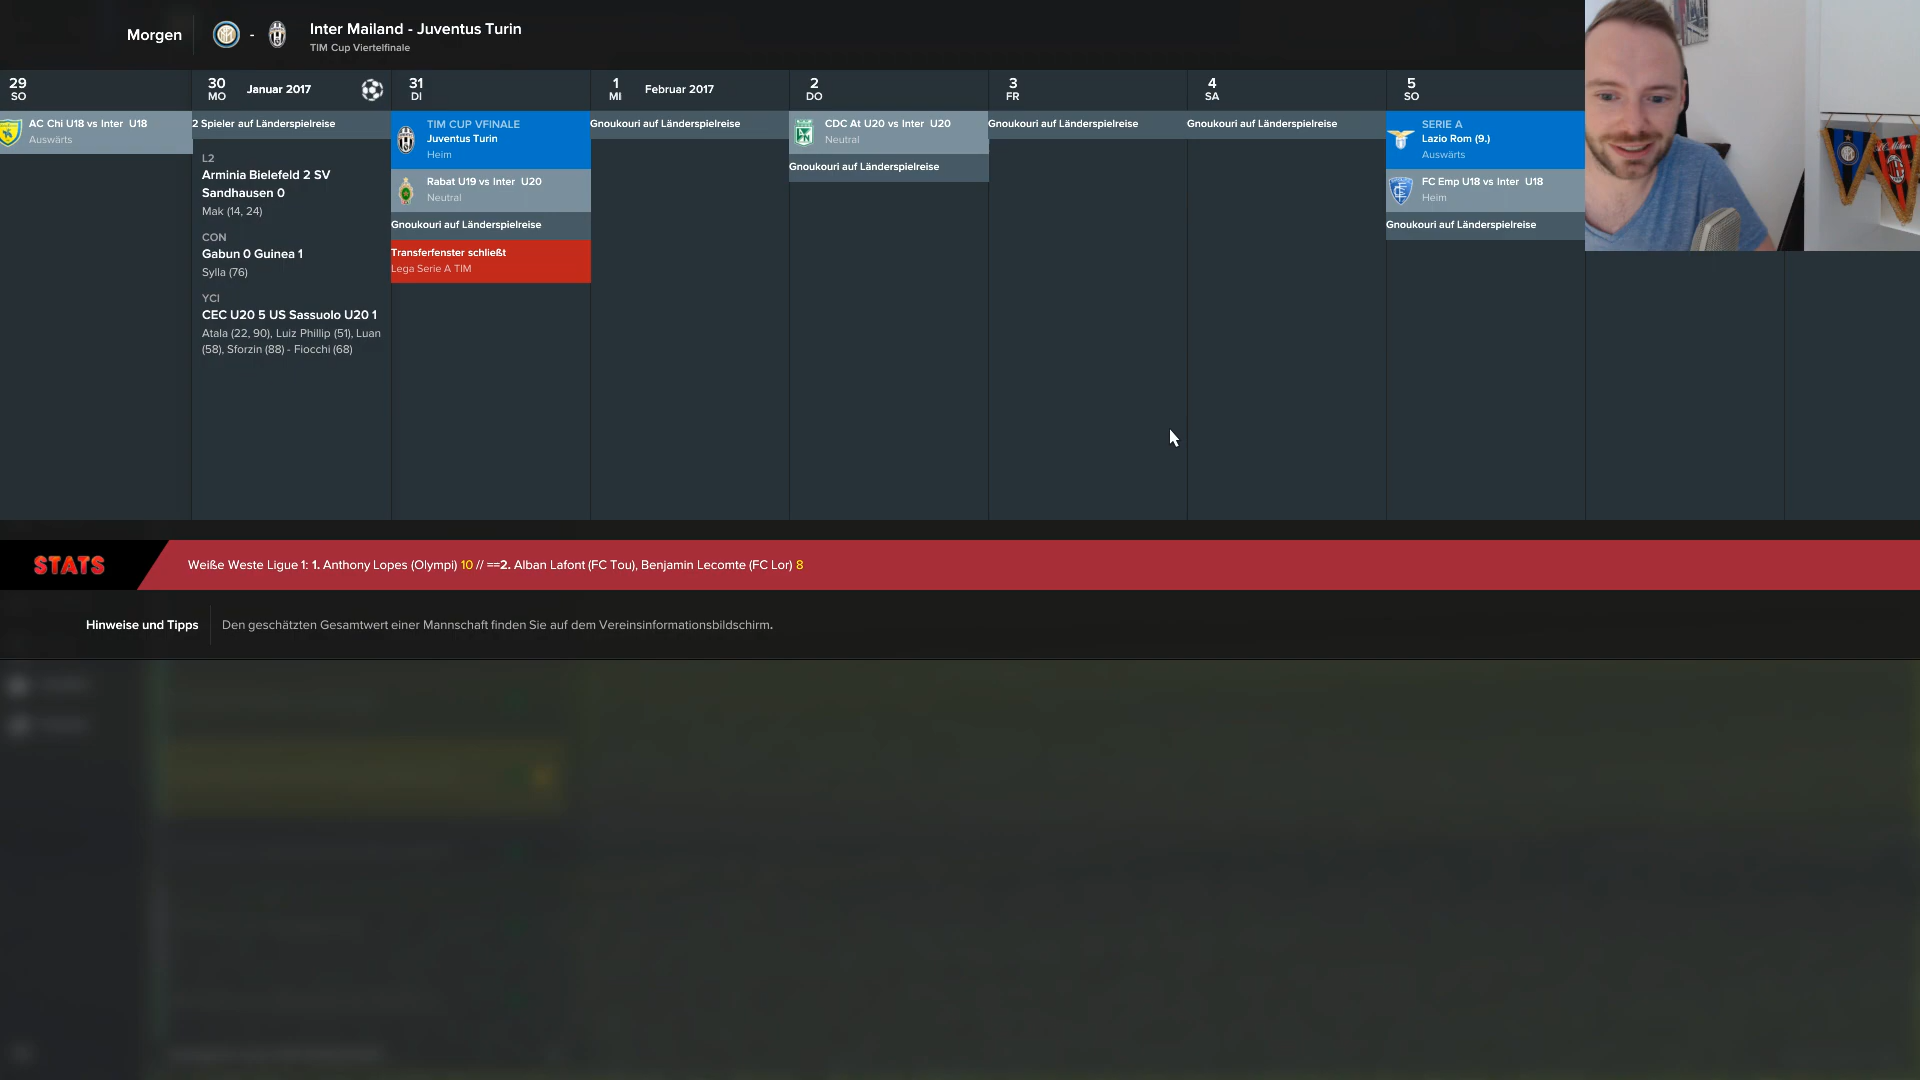 Morgen
-
Inter Mailand - Juventus Turin
TIM Cup Viertelfinale
29
SO
30
MO
Januar 2017
31
DI
1
MI
Februar 2017
2
DO
3
FR
4
SA
5
SO
AC Chi U18 vs Inter U18
Auswärts
2 Spieler auf Länderspielreise
L2
Arminia Bielefeld 2 SV
Sandhausen 0
Mak (14, 24)
CON
Gabun 0 Guinea 1
Sylla (76)
YCI
CEC U20 5 US Sassuolo U20 1
Atala (22, 90), Luiz Phillip (51), Luan
(58), Sforzin (88) - Fiocchi (68)
TIM CUP VFINALE
Juventus Turin
Heim
Rabat U19 vs Inter U20
Neutral
Gnoukouri auf Länderspielreise
Transferfenster schließt
Lega Serie A TIM
Gnoukouri auf Länderspielreise
CDC At U20 vs Inter U20
Neutral
Gnoukouri auf Länderspielreise
Gnoukouri auf Länderspielreise
Gnoukouri auf Länderspielreise
SERIE A
Lazio Rom (9.)
Auswärts
FC Emp U18 vs Inter U18
Heim
Gnoukouri auf Länderspielreise
STATS
Weiße Weste Ligue 1: 1. Anthony Lopes (Olympi) 10 // ==2. Alban Lafont (FC Tou), Benjamin Lecomte (FC Lor) 8
Hinweise und Tipps
Den geschätzten Gesamtwert einer Mannschaft finden Sie auf dem Vereinsinformationsbildschirm.